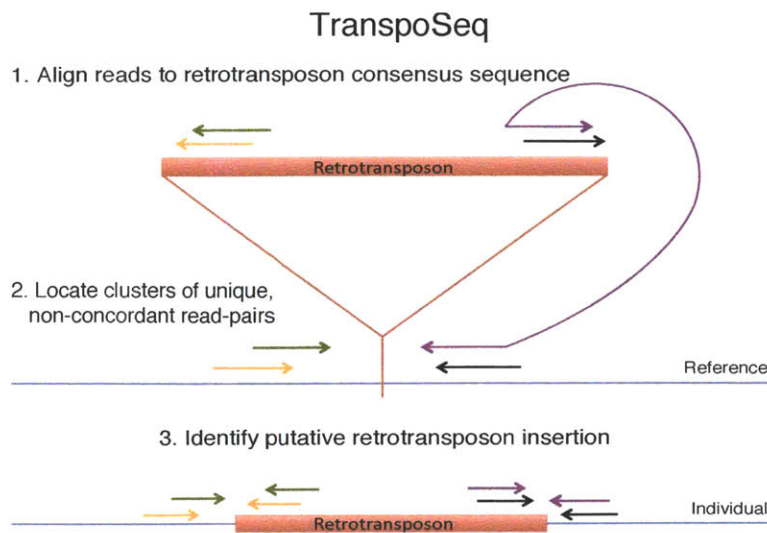 TranspoSeq
1. Align reads to retrotransposon consensus sequence
Retrotransposon
2. Locate clusters of unique,
non-concordant read-pairs
Reference
3. Identify putative retrotransposon insertion
Individual
Retrotransposon